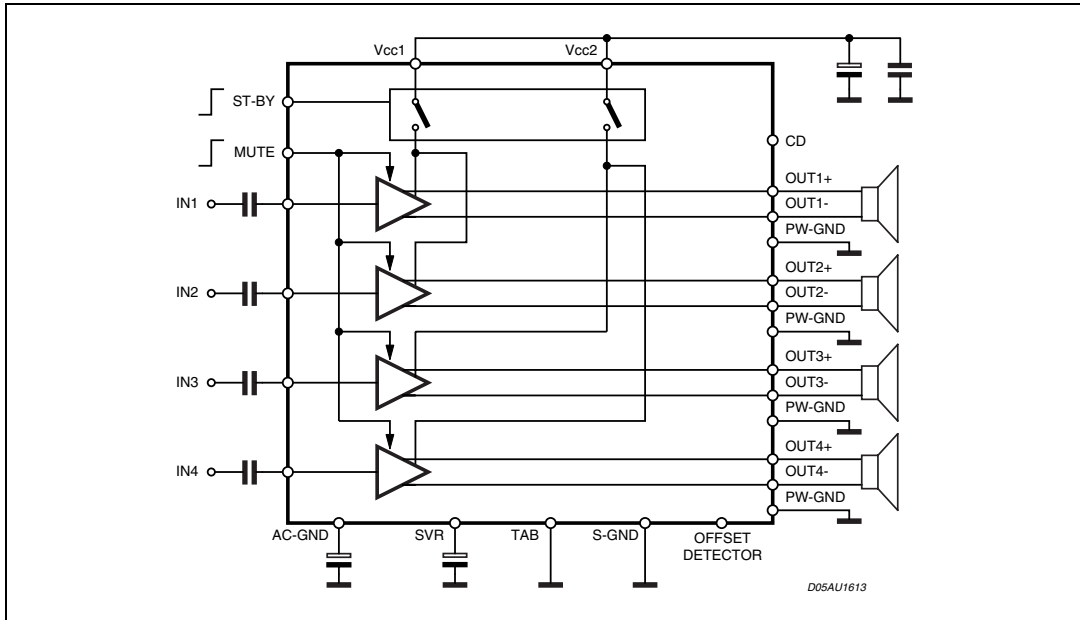 Vcc1
Vcc2
ST-BY
MUTE
CD
OUT1+
IN1
OUT1-
PW-GND
OUT2+
IN2
OUT2-
PW-GND
OUT3+
IN3
OUT3-
PW-GND
OUT4+
IN4
OUT4-
PW-GND
AC-GND
SVR
TAB
S-GND
OFFSET
DETECTOR
D05AU1613